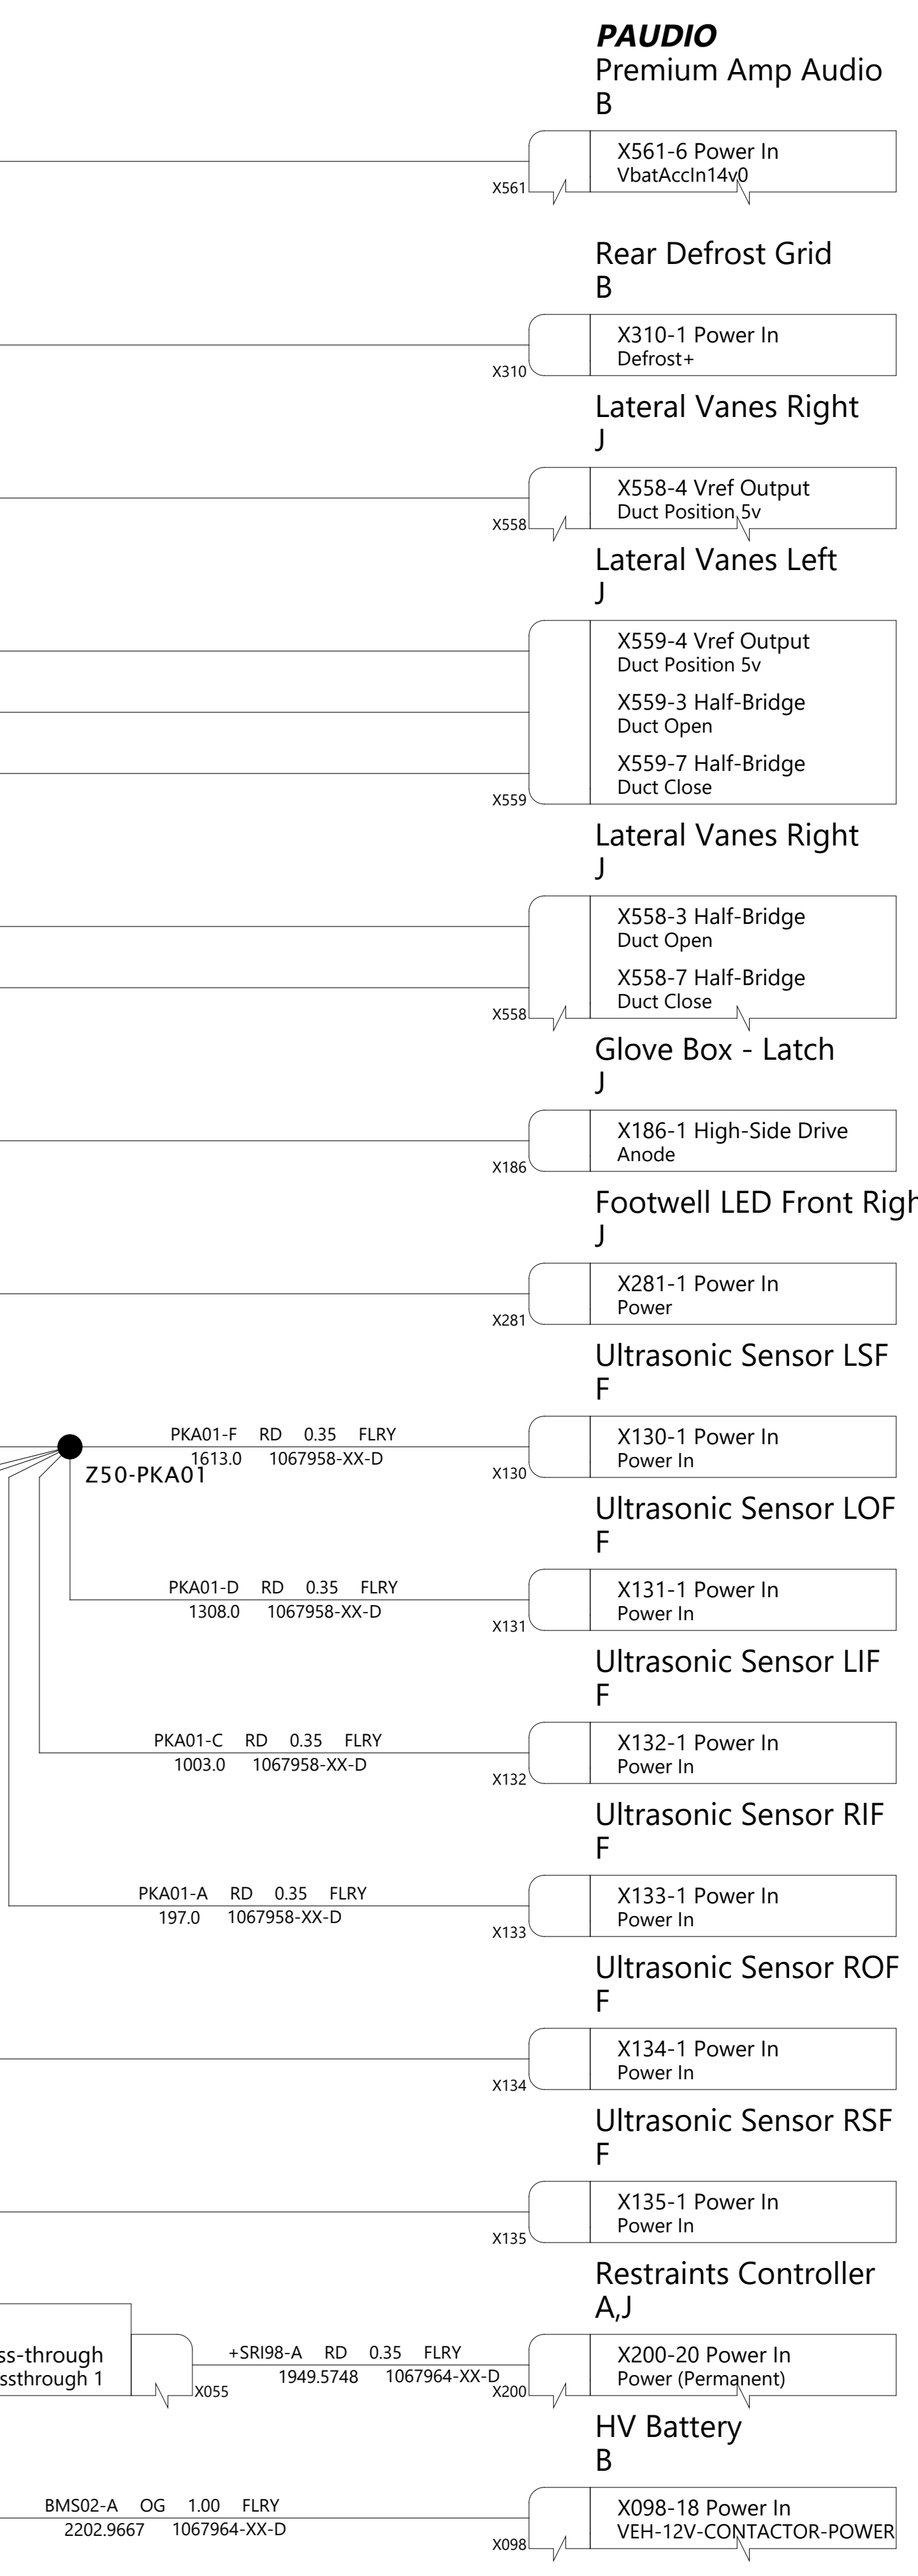 PAUDIO
Premium Amp Audio
B
X561-6 Power In
VbatAccIn14v0
X561
Rear Defrost Grid
B
X310-1 Power In
Defrost+
X310
Lateral Vanes Right
J
X558-4 Vref Output
Duct Position 5v
X558
Lateral Vanes Left
J
X559-4 Vref Output
Duct Position 5v
X559-3 Half-Bridge
Duct Open
X559-7 Half-Bridge
Duct Close
X559
Lateral Vanes Right
J
X558-3 Half-Bridge
Duct Open
X558-7 Half-Bridge
Duct Close
X558
Glove Box - Latch
J
X186-1 High-Side Drive
Anode
X186
Footwell LED Front Righ
J
X281-1 Power In
Power
X281
Ultrasonic Sensor LSF
F
PKA01-F RD 0.35 FLRY
1613.0 1067958-XX-D
Z50-PKA01
X130-1 Power In
Power In
X130
Ultrasonic Sensor LOF
F
PKA01-D RD 0.35 FLRY
1308.0 1067958-XX-D
X131-1 Power In
Power In
X131
Ultrasonic Sensor LIF
F
PKA01-C RD 0.35 FLRY
1003.0 1067958-XX-D
X132-1 Power In
Power In
X132
Ultrasonic Sensor RIF
F
PKA01-A RD 0.35 FLRY
197.0 1067958-XX-D
X133-1 Power In
Power In
X133
Ultrasonic Sensor ROF
F
X134-1 Power In
Power In
X134
Ultrasonic Sensor RSF
F
X135-1 Power In
Power In
X135
Restraints Controller
A,J
ss-through
ssthrough 1
X055
+SRI98-A RD 0.35 FLRY
1949.5748 1067964-XX-D
X200-20 Power In
Power (Permanent)
X200
HV Battery
B
BMS02-A OG 1.00 FLRY
2202.9667 1067964-XX-D
X098-18 Power In
VEH-12V-CONTACTOR-POWER
X098